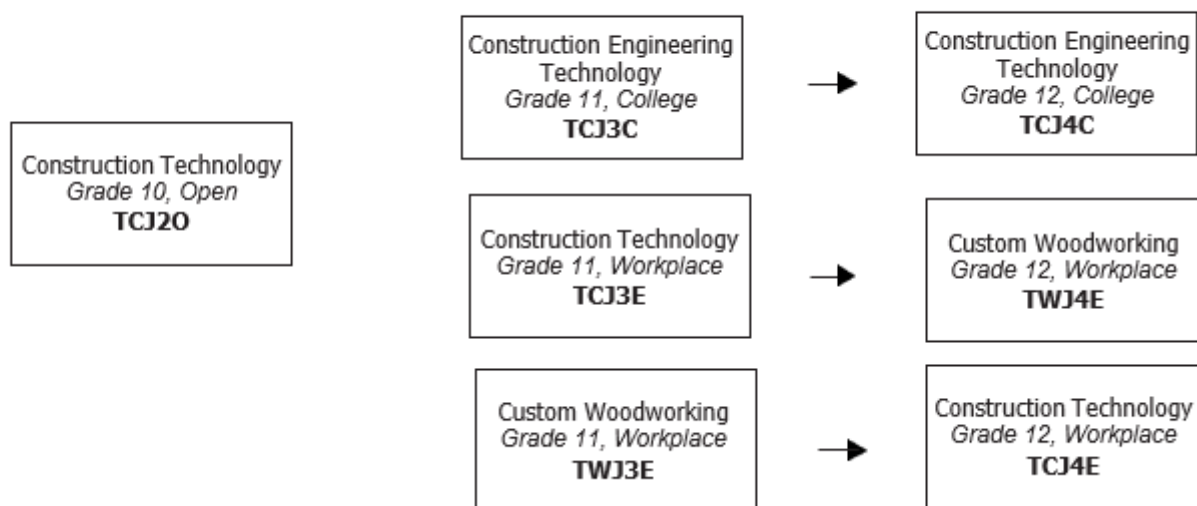 Construction Technology
Grade 10, Open
TCJ2O
Construction Engineering
Technology
Grade 11, College
TCJ3C
Construction Engineering
Technology
Grade 12, College
TCJ4C
Construction Technology
Grade 11, Workplace
TCJ3E
Custom Woodworking
Grade 12, Workplace
TWJ4E
Custom Woodworking
Grade 11, Workplace
TWJ3E
Construction Technology
Grade 12, Workplace
TCJ4E